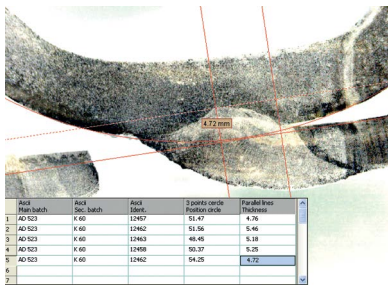 4.72 mm
Ascii Main batch Ascii Sec. batch Ascii Ident. 3 points cercle Position circle Parallel lines Thickness
1 AD 523 K 60 12457 51.47 4.76
2 AD 523 K 60 12462 51.56 5.46
3 AD 523 K 60 12463 48.45 5.18
4 AD 523 K 60 12458 50.37 5.25
5 AD 523 K 60 12462 54.25 4.72
6
7